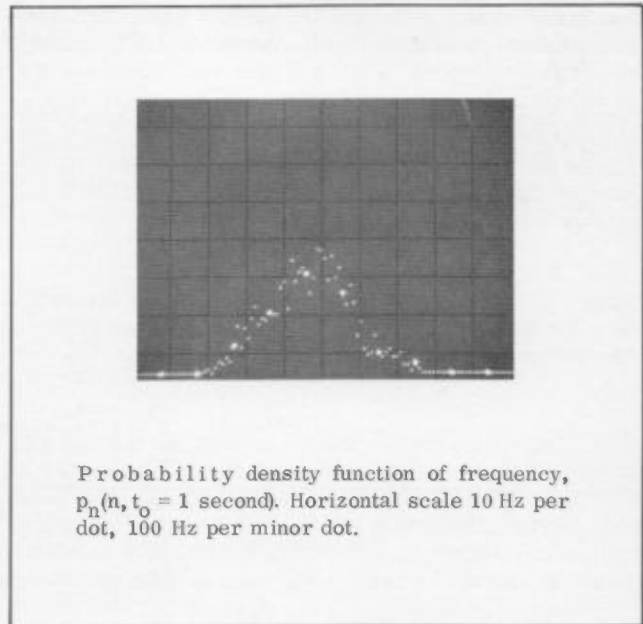 Probability density function of frequency,
pₙ(n, tₒ = 1 second). Horizontal scale 10 Hz per
dot, 100 Hz per minor dot.